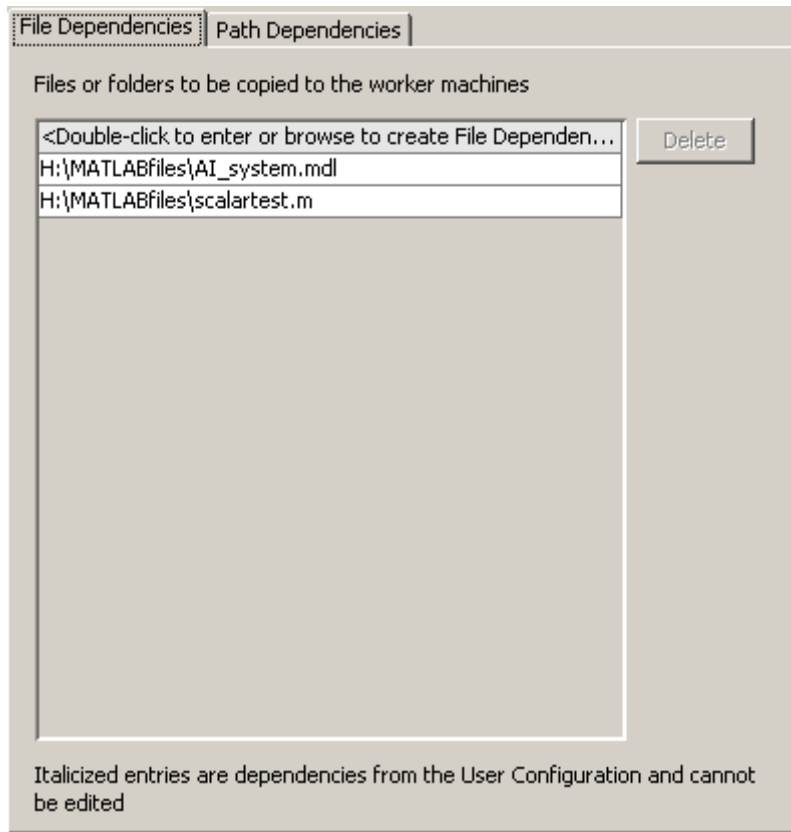 File Dependencies Path Dependencies
Files or folders to be copied to the worker machines
<Double-click to enter or browse to create File Dependen...
Delete
H:\MATLABfiles\AI_system.mdl
H:\MATLABfiles\scalartest.m
Italicized entries are dependencies from the User Configuration and cannot
be edited